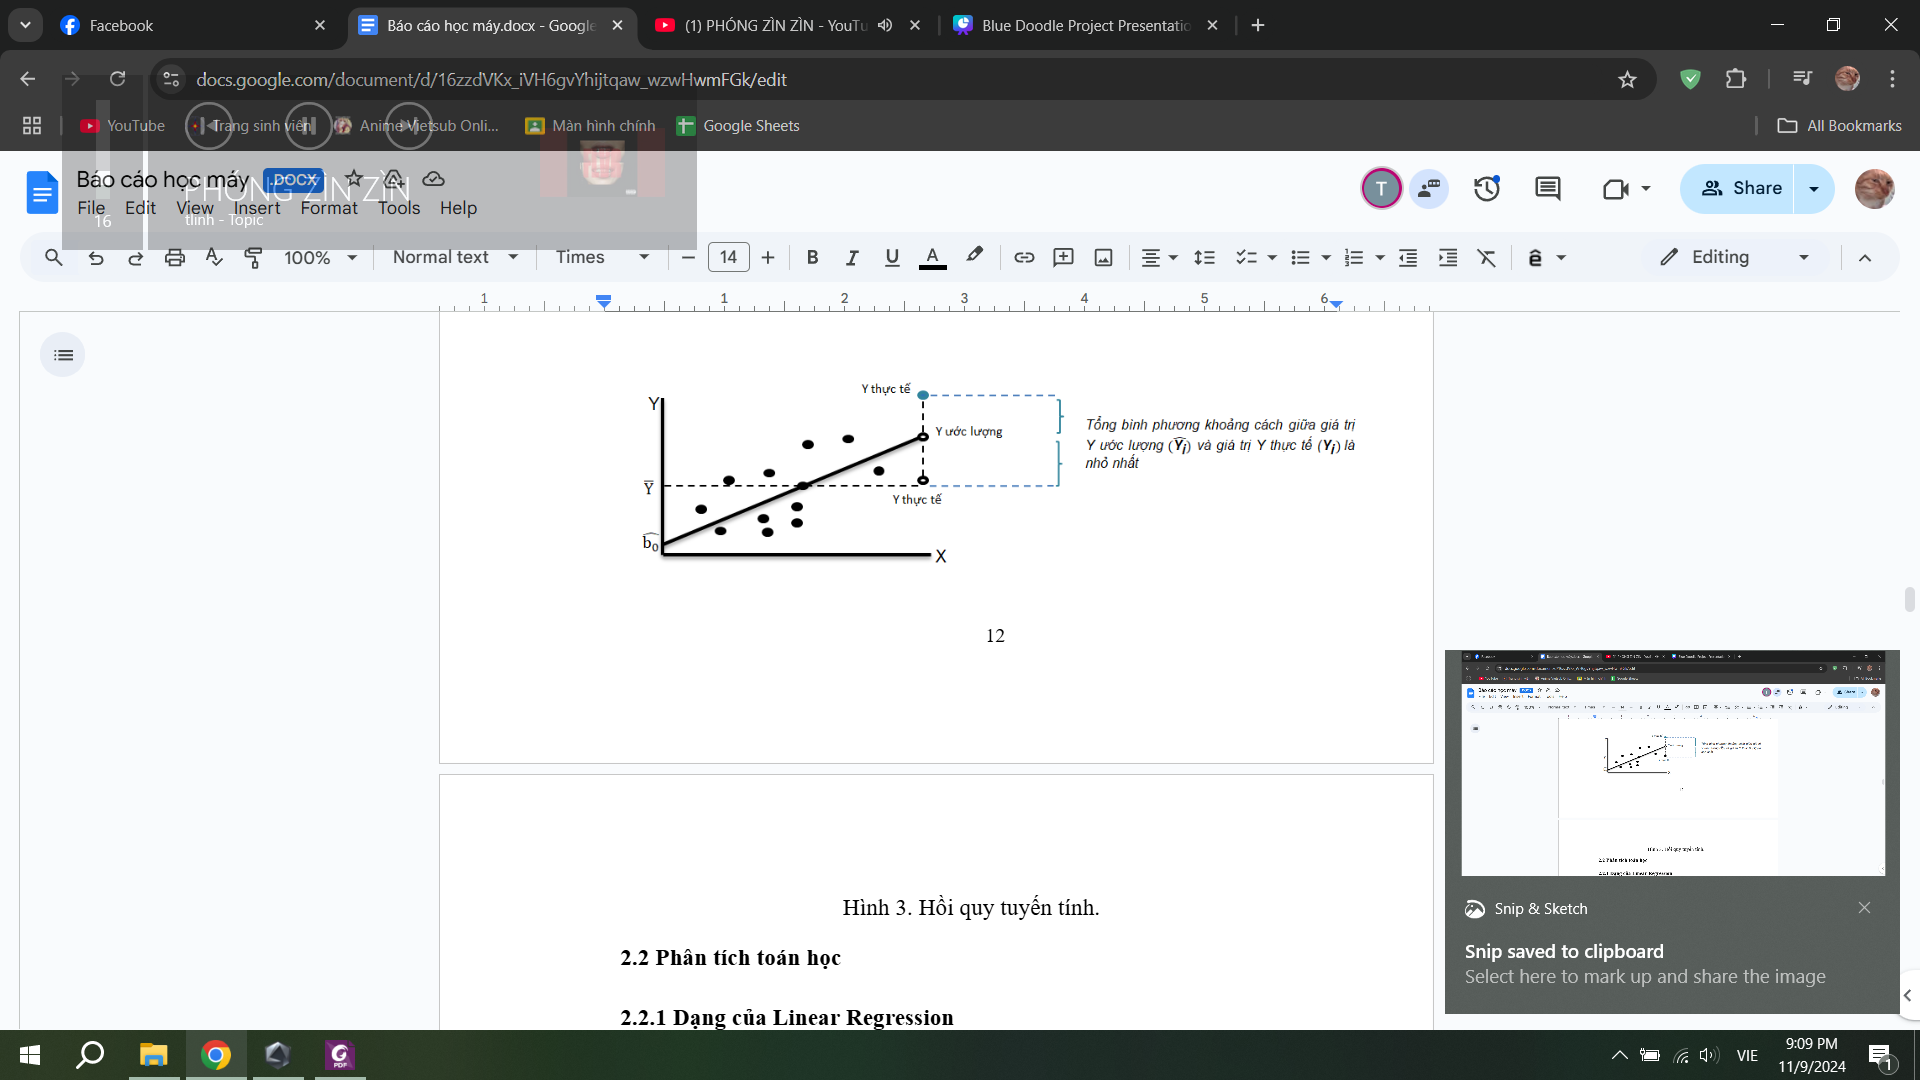 Facebook
Báo cáo học máy.docx - Google
(1) PHÓNG ZÌN ZÌN - YouTu
Blue Doodle Project Presentatio
docs.google.com/document/d/16zzdVKx_iVH6gvYhijtqaw_wzwHwmFGk/edit
YouTube
Trang sinh viên
Anime Vietsub Onli...
Màn hình chính
Google Sheets
All Bookmarks
Báo cáo học máy
.DOCX
PHÓNG ZÌN ZÌN
tlinh - Topic
16
File Edit View Insert Format Tools Help
T
Share
100%
Normal text
Times
14
B I U A
Editing
1 1 2 3 4 5 6
Y thực tế
Y
Y ước lượng
Tổng bình phương khoảng cách giữa giá trị
Y ước lượng (Ŷi) và giá trị Y thực tế (Yi) là
nhỏ nhất
Y̅
Y thực tế
b̂0
X
12
Hình 3. Hồi quy tuyến tính.
2.2 Phân tích toán học
2.2.1 Dạng của Linear Regression
Snip & Sketch
Snip saved to clipboard
Select here to mark up and share the image
PDF
VIE
9:09 PM
11/9/2024
1